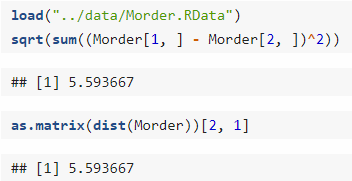 load("../data/Morder.RData")
sqrt(sum((Morder[1, ] - Morder[2, ])^2))
## [1] 5.593667
as.matrix(dist(Morder))[2, 1]
## [1] 5.593667